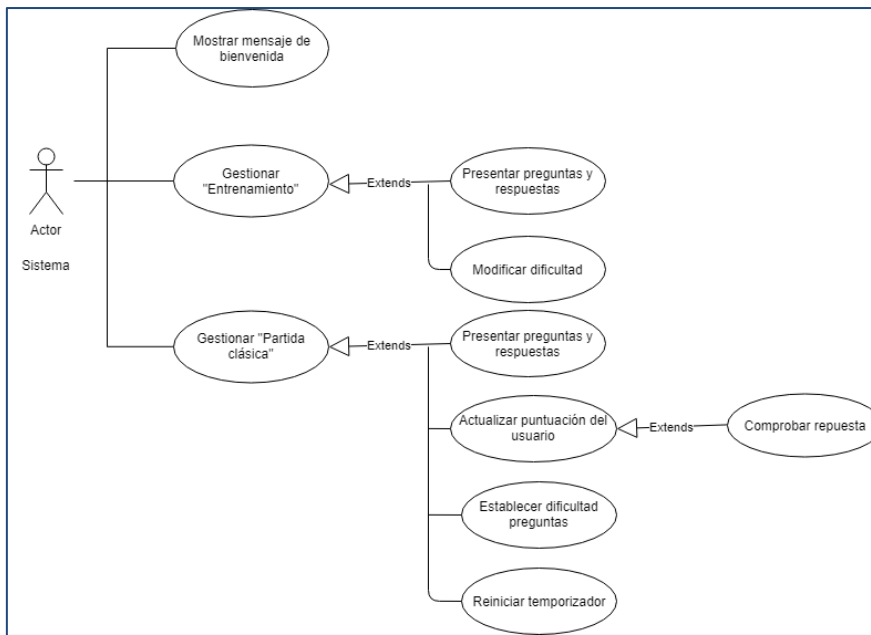 Mostrar mensaje de
bienvenida
Gestionar
"Entrenamiento"
Extends
Presentar preguntas y
respuestas
Actor
Sistema
Modificar dificultad
Gestionar "Partida
clásica"
Extends
Presentar preguntas y
respuestas
Actualizar puntuación del
usuario
Extends
Comprobar repuesta
Establecer dificultad
preguntas
Reiniciar temporizador